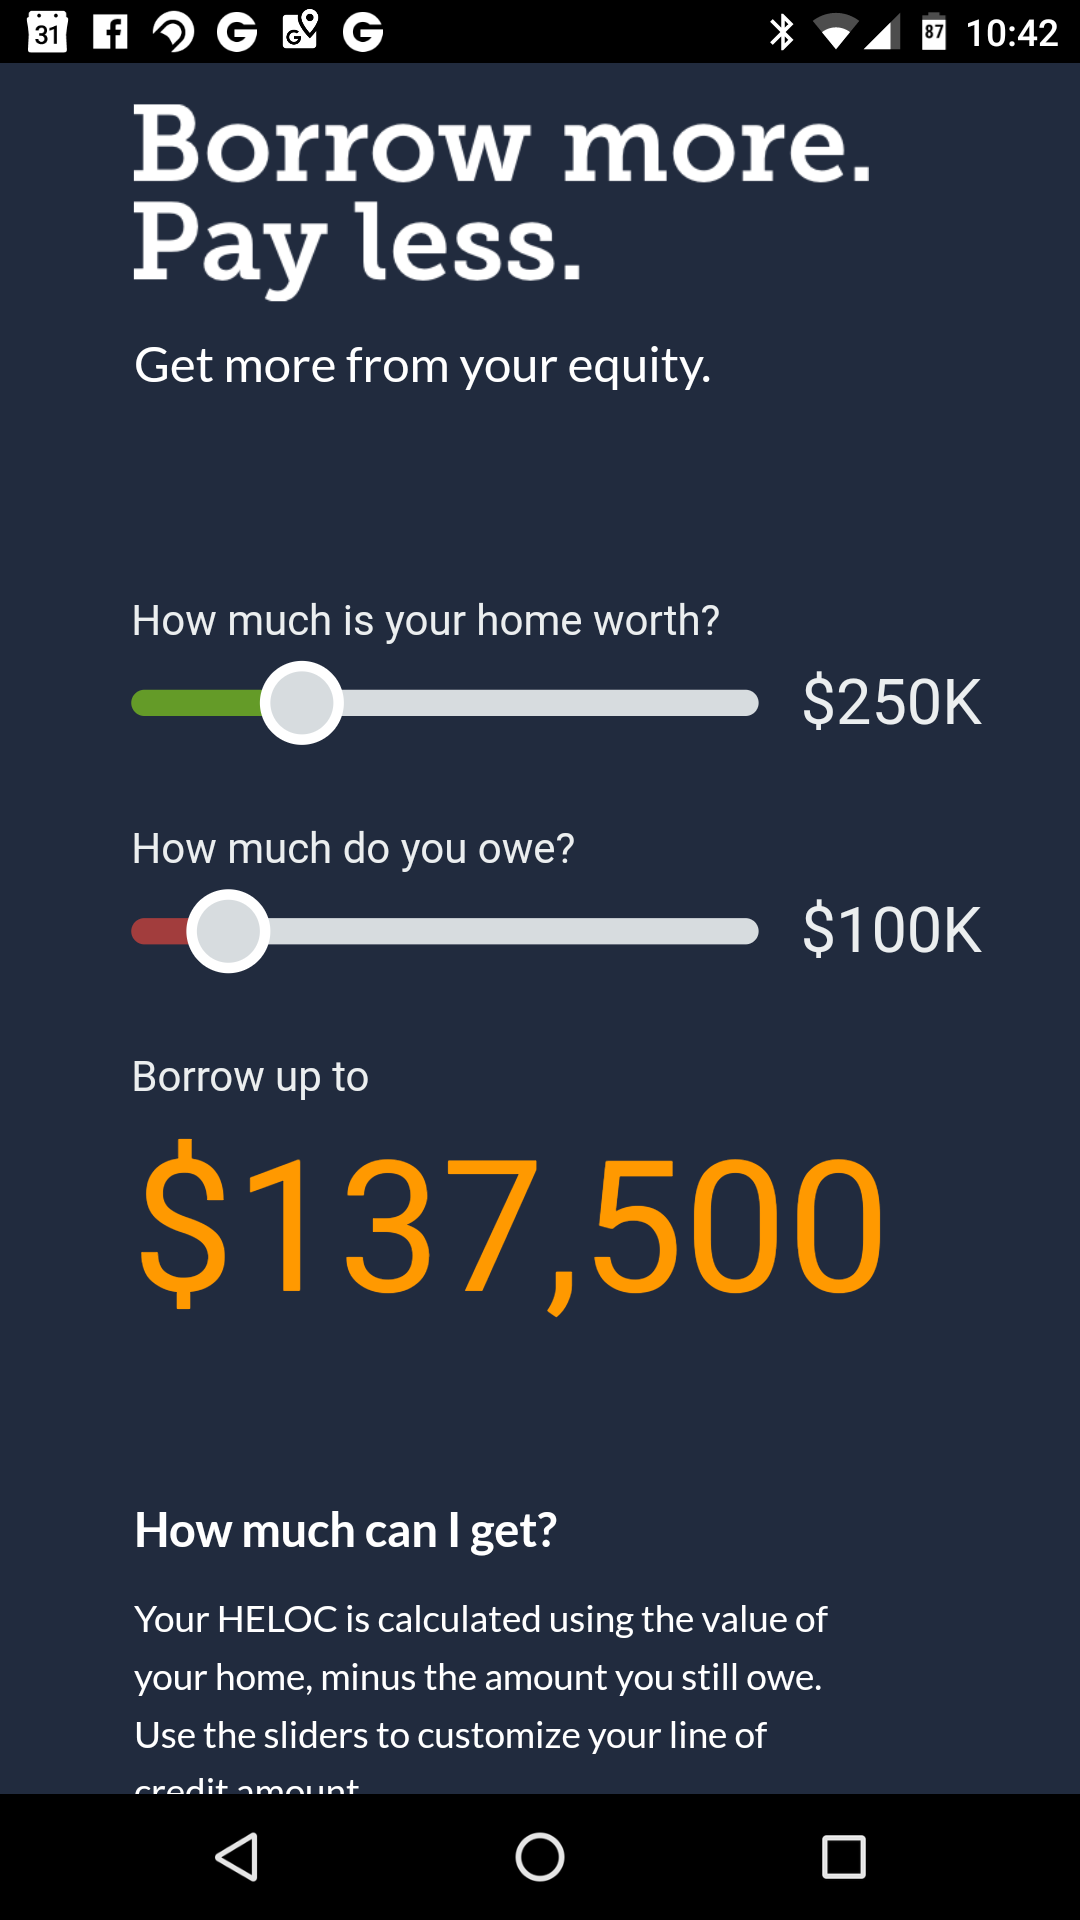 31 G G G 87 10:42
Borrow more.
Pay less.
Get more from your equity.
How much is your home worth?
$250K
How much do you owe?
$100K
Borrow up to
$137,500
How much can I get?
Your HELOC is calculated using the value of
your home, minus the amount you still owe.
Use the sliders to customize your line of
credit amount